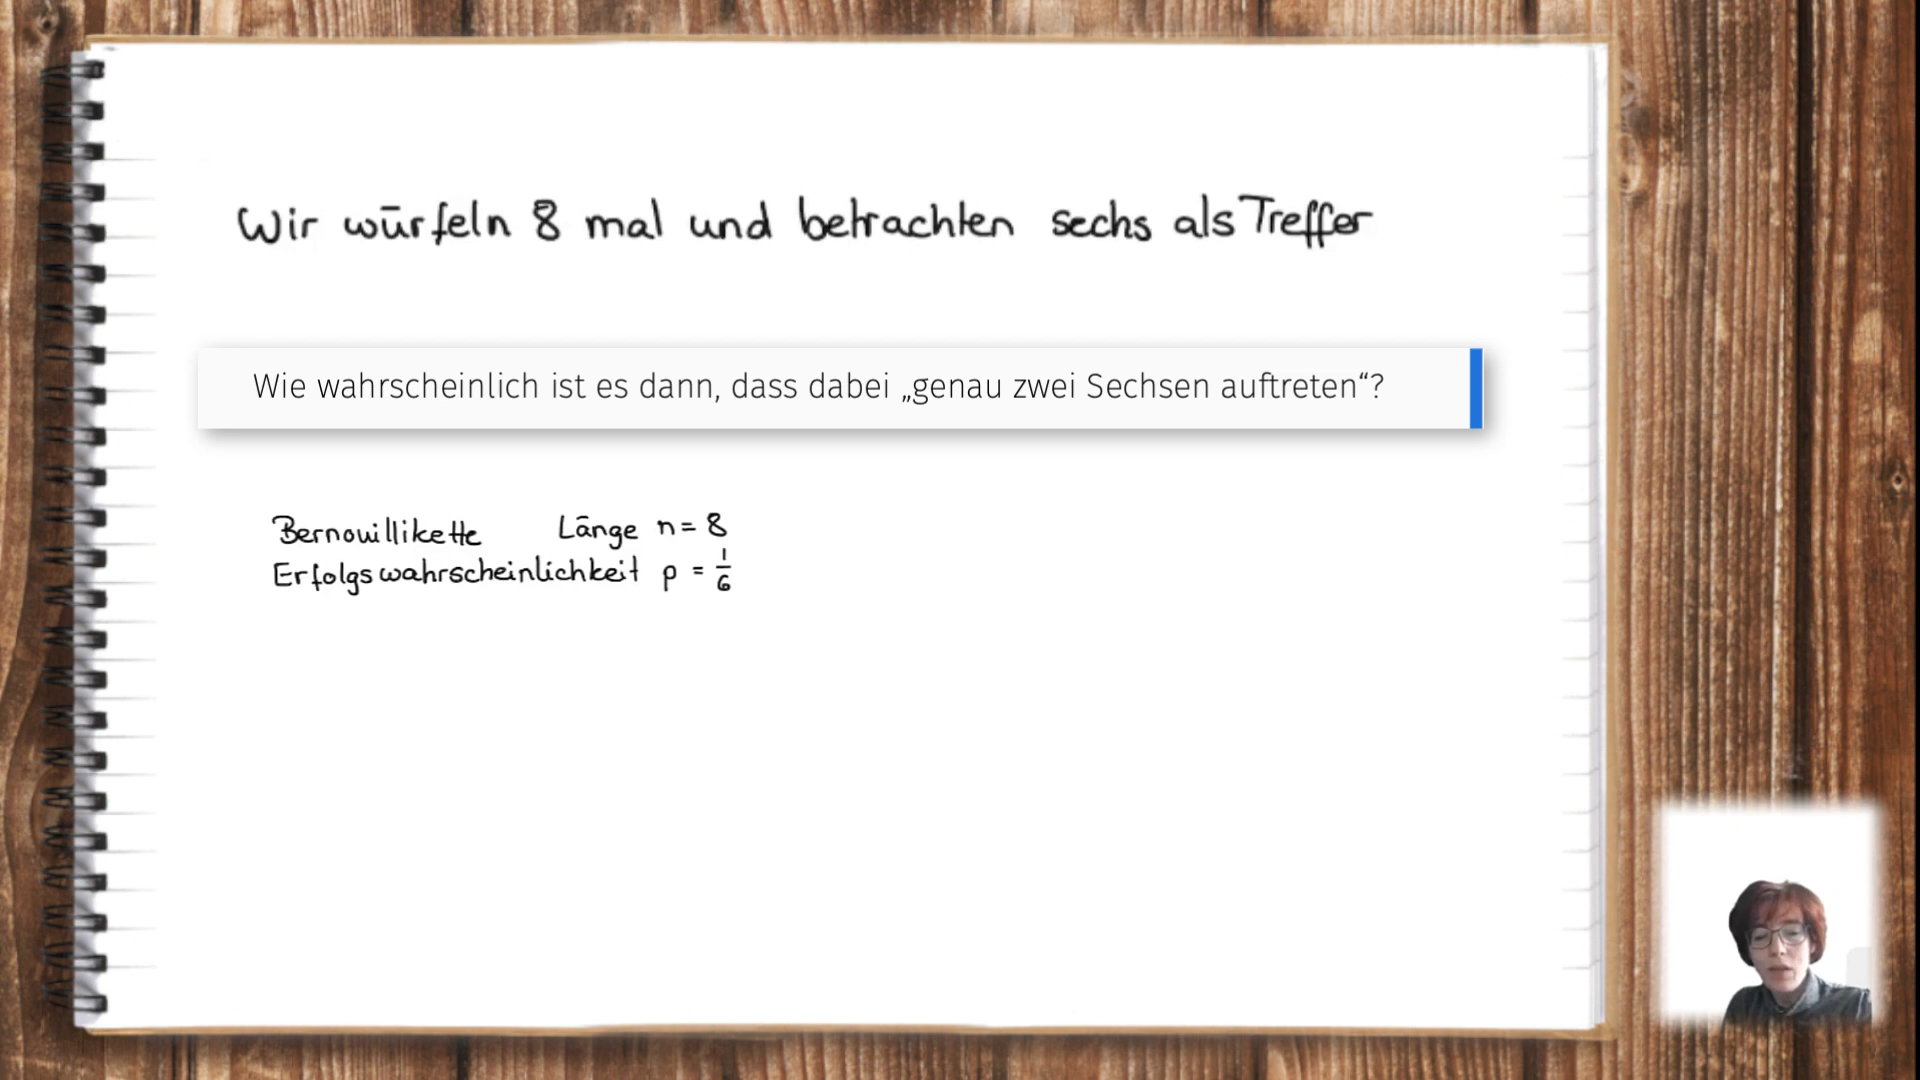 Wir würfeln 8 mal und betrachten sechs als Treffer
Wie wahrscheinlich ist es dann, dass dabei „genau zwei Sechsen auftreten“?
Bernouillikette Länge n = 8
Erfolgswahrscheinlichkeit p = 1/6